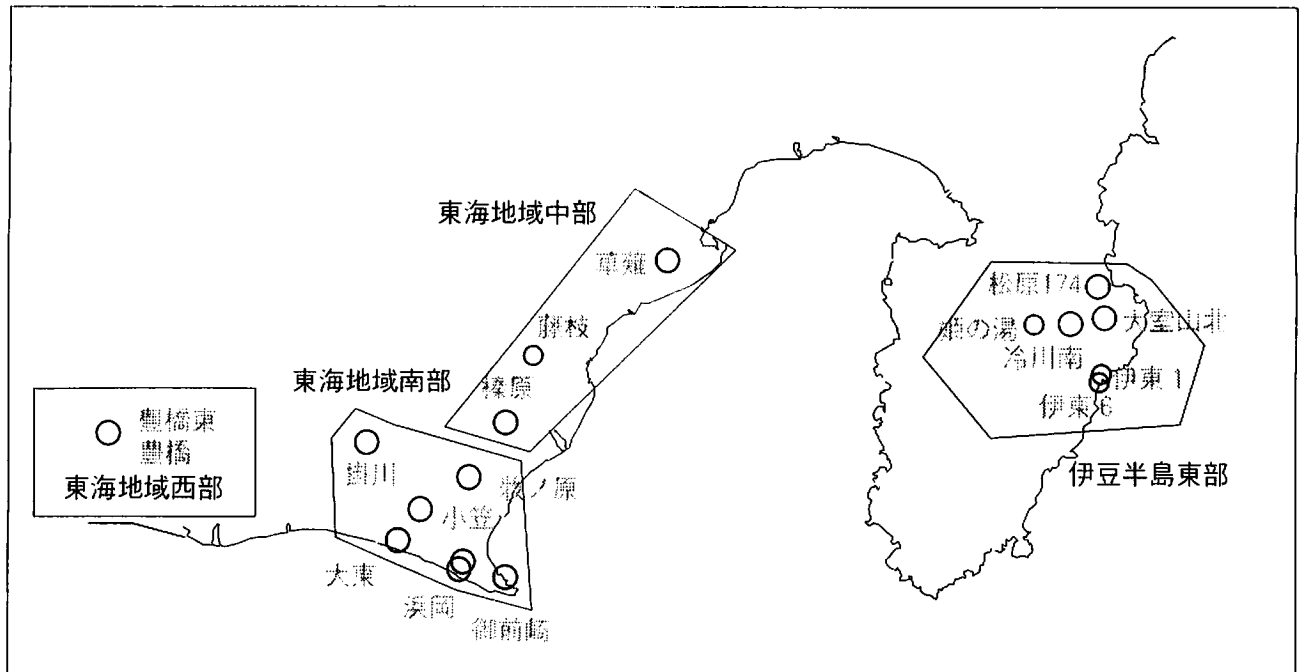 東海地域中部
草薙
藤枝
榛原
東海地域南部
掛川
牧ノ原
小笠
大東
浜岡
御前崎
豊橋東
豊橋
東海地域西部
松原174
姫の湯
大室山北
冷川南
伊東1
伊東6
伊豆半島東部